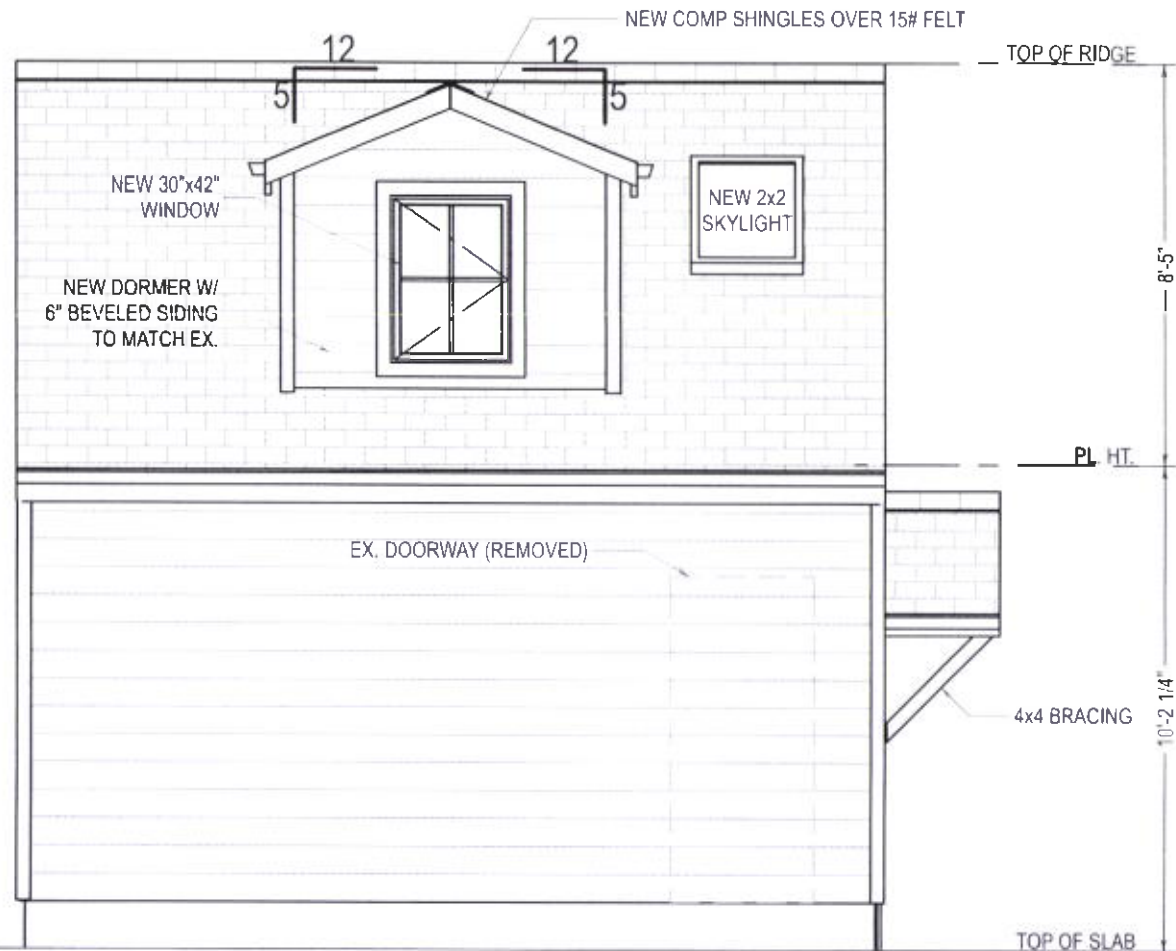 NEW COMP SHINGLES OVER 15# FELT
TOP OF RIDGE
12
12
5
5
NEW 30"x42"
WINDOW
NEW 2x2
SKYLIGHT
NEW DORMER W/
6" BEVELED SIDING
TO MATCH EX.
8'-5"
PL HT.
EX. DOORWAY (REMOVED)
4x4 BRACING
10'-2 1/4"
TOP OF SLAB